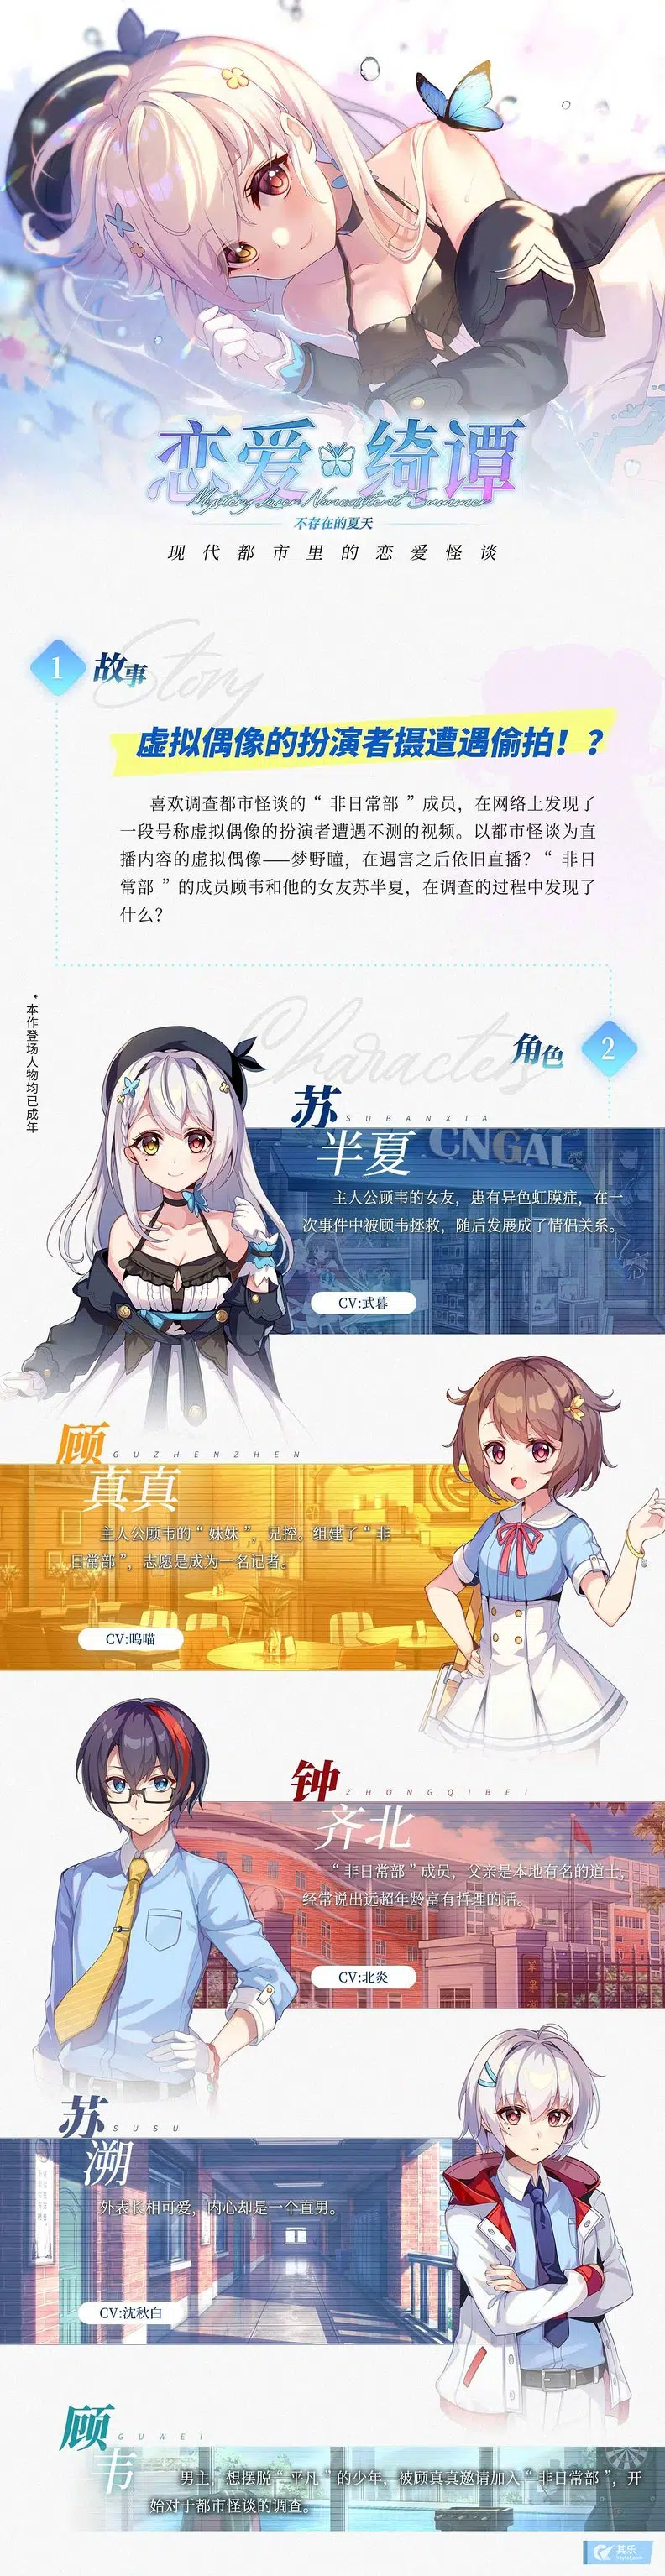 恋爱绮谭
Mystery Lover Nonexistent Summer
不存在的夏天
现代都市里的恋爱怪谈
1
故事
Story
虚拟偶像的扮演者摄遭遇偷拍！？
喜欢调查都市怪谈的“非日常部”成员，在网络上发现了
一段号称虚拟偶像的扮演者遭遇不测的视频。以都市怪谈为直
播内容的虚拟偶像——梦野瞳，在遇害之后依旧直播？“非日
常部”的成员顾韦和他的女友苏半夏，在调查的过程中发现了
什么？
*本作登场人物均已成年
Characters
角色
2
苏半夏
SUBANXIA
CNGAL
主人公顾韦的女友，患有异色虹膜症，在一
次事件中被顾韦拯救，随后发展成了情侣关系。
CV:武暮
顾真真
GUZHENZHEN
主人公顾韦的“妹妹”，兄控。组建了“非
日常部”，志愿是成为一名记者。
CV:呜喵
钟齐北
ZHONGQIBEI
“非日常部”成员，父亲是本地有名的道士，
经常说出远超年龄富有哲理的话。
CV:北炎
苏溯
SUSU
外表长相可爱，内心却是一个直男。
CV:沈秋白
顾韦
GUWEI
男主，想摆脱“平凡”的少年，被顾真真邀请加入“非日常部”，开
始对于都市怪谈的调查。
其乐